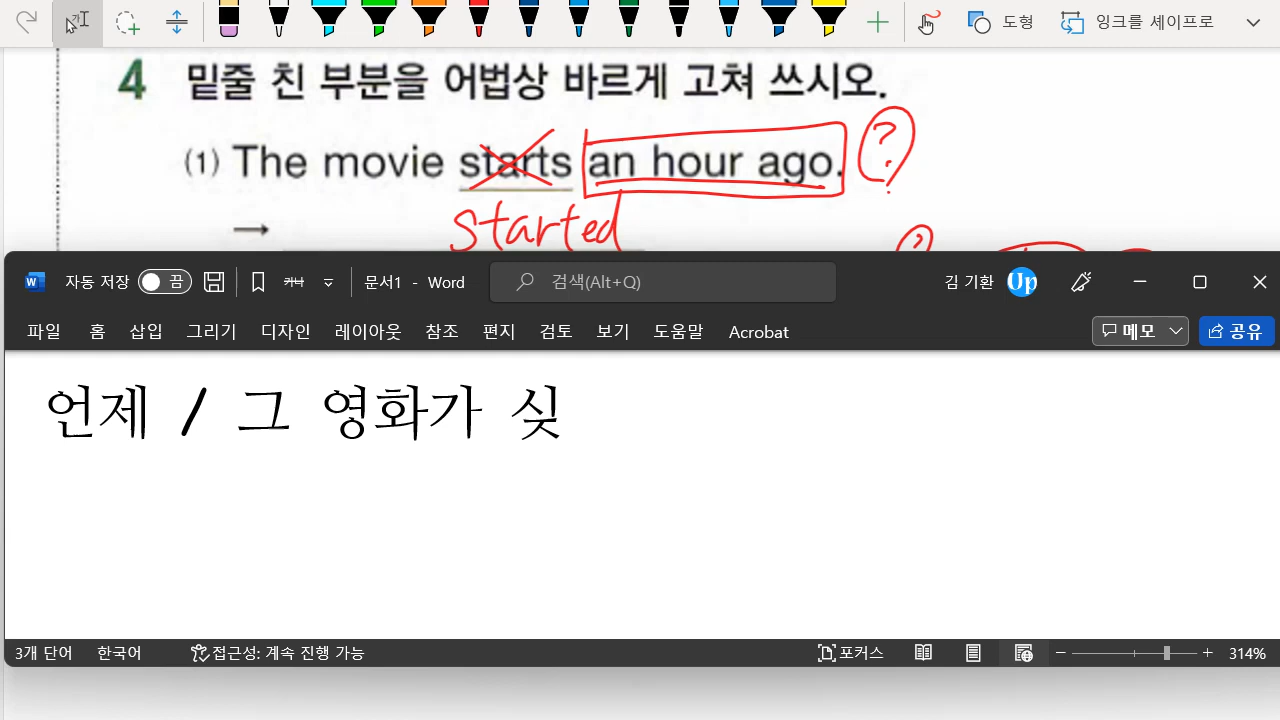 도형
잉크를 셰이프로
4 밑줄 친 부분을 어법상 바르게 고쳐 쓰시오.
(1) The movie starts an hour ago. ?
→ started
?
자동 저장 끔 문서1 - Word 검색(Alt+Q) 김 기환 Up
파일 홈 삽입 그리기 디자인 레이아웃 참조 편지 검토 보기 도움말 Acrobat 메모 공유
언제 / 그 영화가 싲
3개 단어 한국어 접근성: 계속 진행 가능 포커스 314%